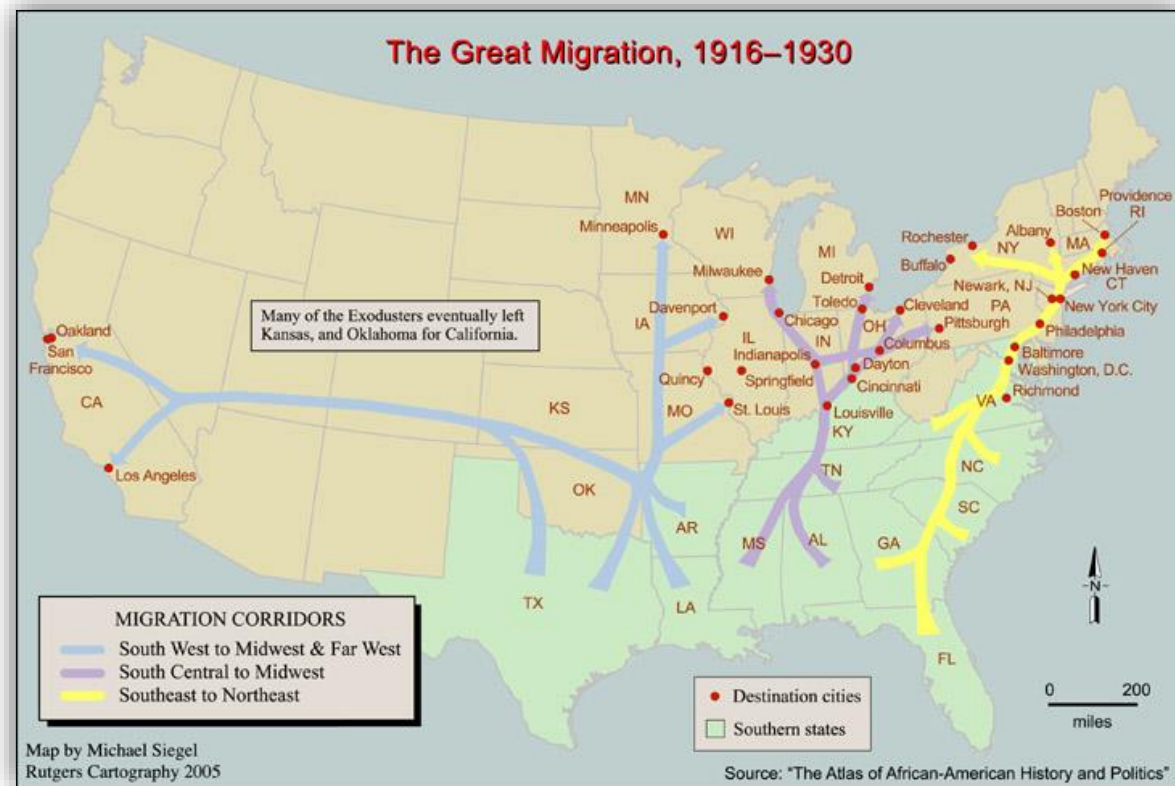 The Great Migration, 1916–1930
MN
Minneapolis
WI
MI
Milwaukee
Detroit
Toledo
Chicago
Davenport
IA
IL
IN
OH
Indianapolis
Quincy
Springfield
MO
St. Louis
Rochester
Buffalo
Albany
NY
Boston
Providence
RI
MA
New Haven
CT
Newark, NJ
PA
New York City
Cleveland
Pittsburgh
Philadelphia
Columbus
Dayton
Cincinnati
Baltimore
Washington, D.C.
Richmond
VA
Louisville
KY
Many of the Exodusters eventually left
Kansas, and Oklahoma for California.
Oakland
San
Francisco
CA
Los Angeles
KS
OK
AR
TN
NC
SC
MS
AL
GA
TX
LA
FL
MIGRATION CORRIDORS
South West to Midwest & Far West
South Central to Midwest
Southeast to Northeast
Destination cities
Southern states
N
0 200
miles
Map by Michael Siegel
Rutgers Cartography 2005
Source: "The Atlas of African-American History and Politics"